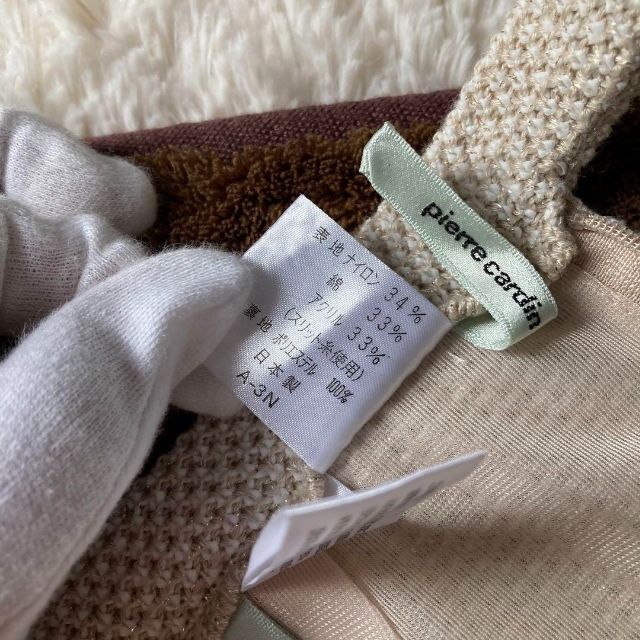 pierre cardin
表地 ナイロン 34%
綿 33%
アクリル 33%
(スリット糸使用)
裏地 ポリエステル 100%
日本製
A-3N